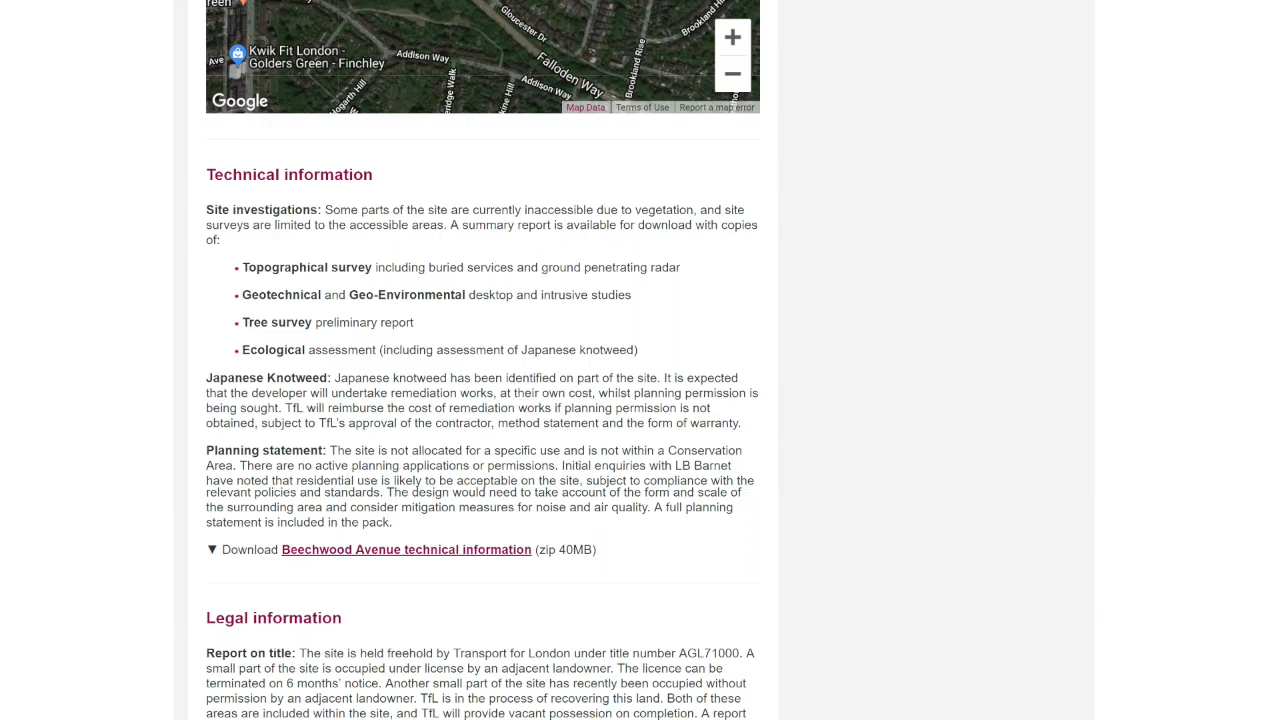 reen
Gloucester Dr
Brookland Hill
Kwik Fit London -
Golders Green - Finchley
Ave
Addison Way
Falloden Way
Brookland Rise
Addison Way
Hogarth Hill
Google
Map Data
Terms of Use
Report a map error
Technical information
Site investigations: Some parts of the site are currently inaccessible due to vegetation, and site
surveys are limited to the accessible areas. A summary report is available for download with copies
of:
• Topographical survey including buried services and ground penetrating radar
• Geotechnical and Geo-Environmental desktop and intrusive studies
• Tree survey preliminary report
• Ecological assessment (including assessment of Japanese knotweed)
Japanese Knotweed: Japanese knotweed has been identified on part of the site. It is expected
that the developer will undertake remediation works, at their own cost, whilst planning permission is
being sought. TfL will reimburse the cost of remediation works if planning permission is not
obtained, subject to TfL's approval of the contractor, method statement and the form of warranty.
Planning statement: The site is not allocated for a specific use and is not within a Conservation
Area. There are no active planning applications or permissions. Initial enquiries with LB Barnet
have noted that residential use is likely to be acceptable on the site, subject to compliance with the
relevant policies and standards. The design would need to take account of the form and scale of
the surrounding area and consider mitigation measures for noise and air quality. A full planning
statement is included in the pack.
▼ Download Beechwood Avenue technical information (zip 40MB)
Legal information
Report on title: The site is held freehold by Transport for London under title number AGL71000. A
small part of the site is occupied under license by an adjacent landowner. The licence can be
terminated on 6 months' notice. Another small part of the site has recently been occupied without
permission by an adjacent landowner. TfL is in the process of recovering this land. Both of these
areas are included within the site, and TfL will provide vacant possession on completion. A report